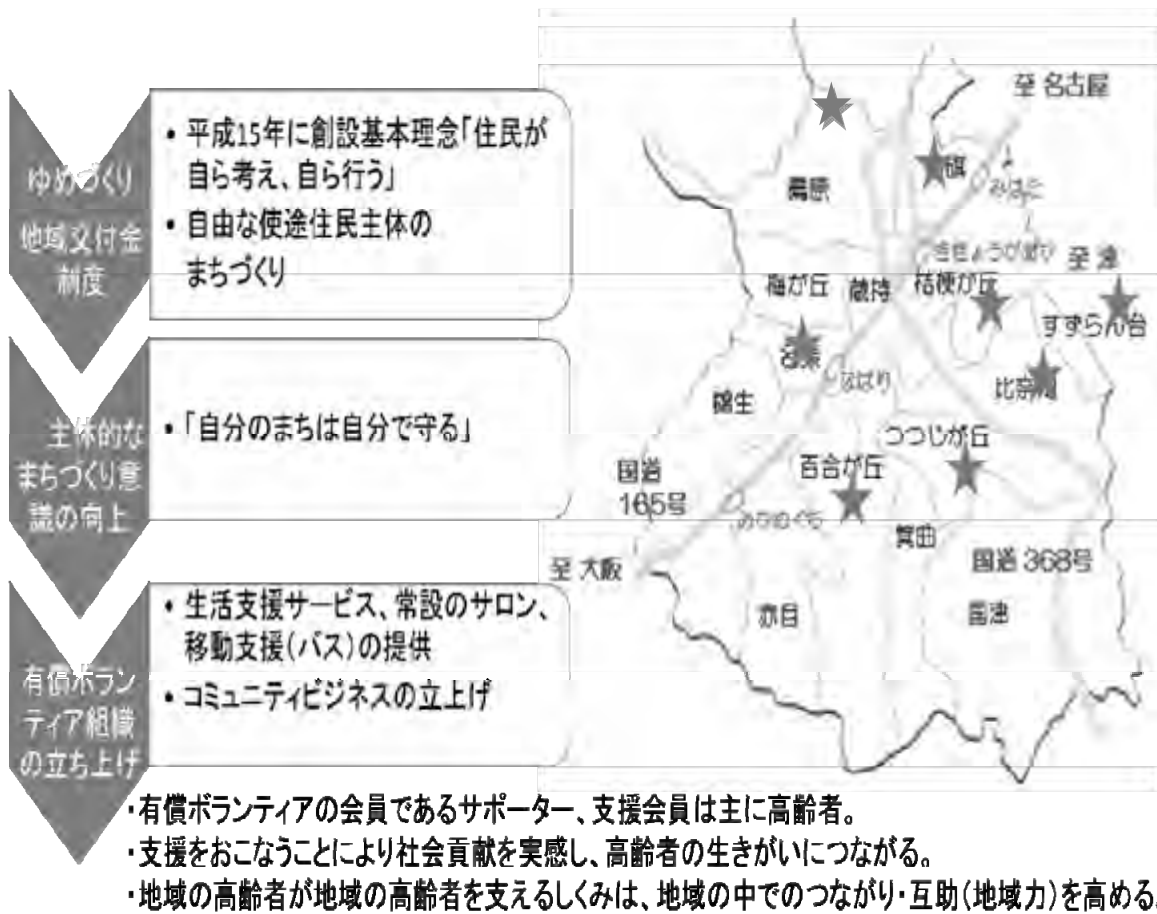 ゆめづくり
地域交付金
制度
• 平成15年に創設基本理念「住民が
自ら考え、自ら行う」
• 自由な使途住民主体の
まちづくり
主体的な
まちづくり意
識の向上
• 「自分のまちは自分で守る」
有償ボラン
ティア組織
の立ち上げ
• 生活支援サービス、常設のサロン、
移動支援(バス)の提供
• コミュニティビジネスの立上げ
至 名古屋
至 津
梅が丘
蔵持
桔梗が丘
すずらん台
なばり
つつじが丘
百合が丘
国道
165号
箕曲
至 大阪
国道 368号
赤目
国津
・有償ボランティアの会員であるサポーター、支援会員は主に高齢者。
・支援をおこなうことにより社会貢献を実感し、高齢者の生きがいにつながる。
・地域の高齢者が地域の高齢者を支えるしくみは、地域の中でのつながり・互助(地域力)を高める。